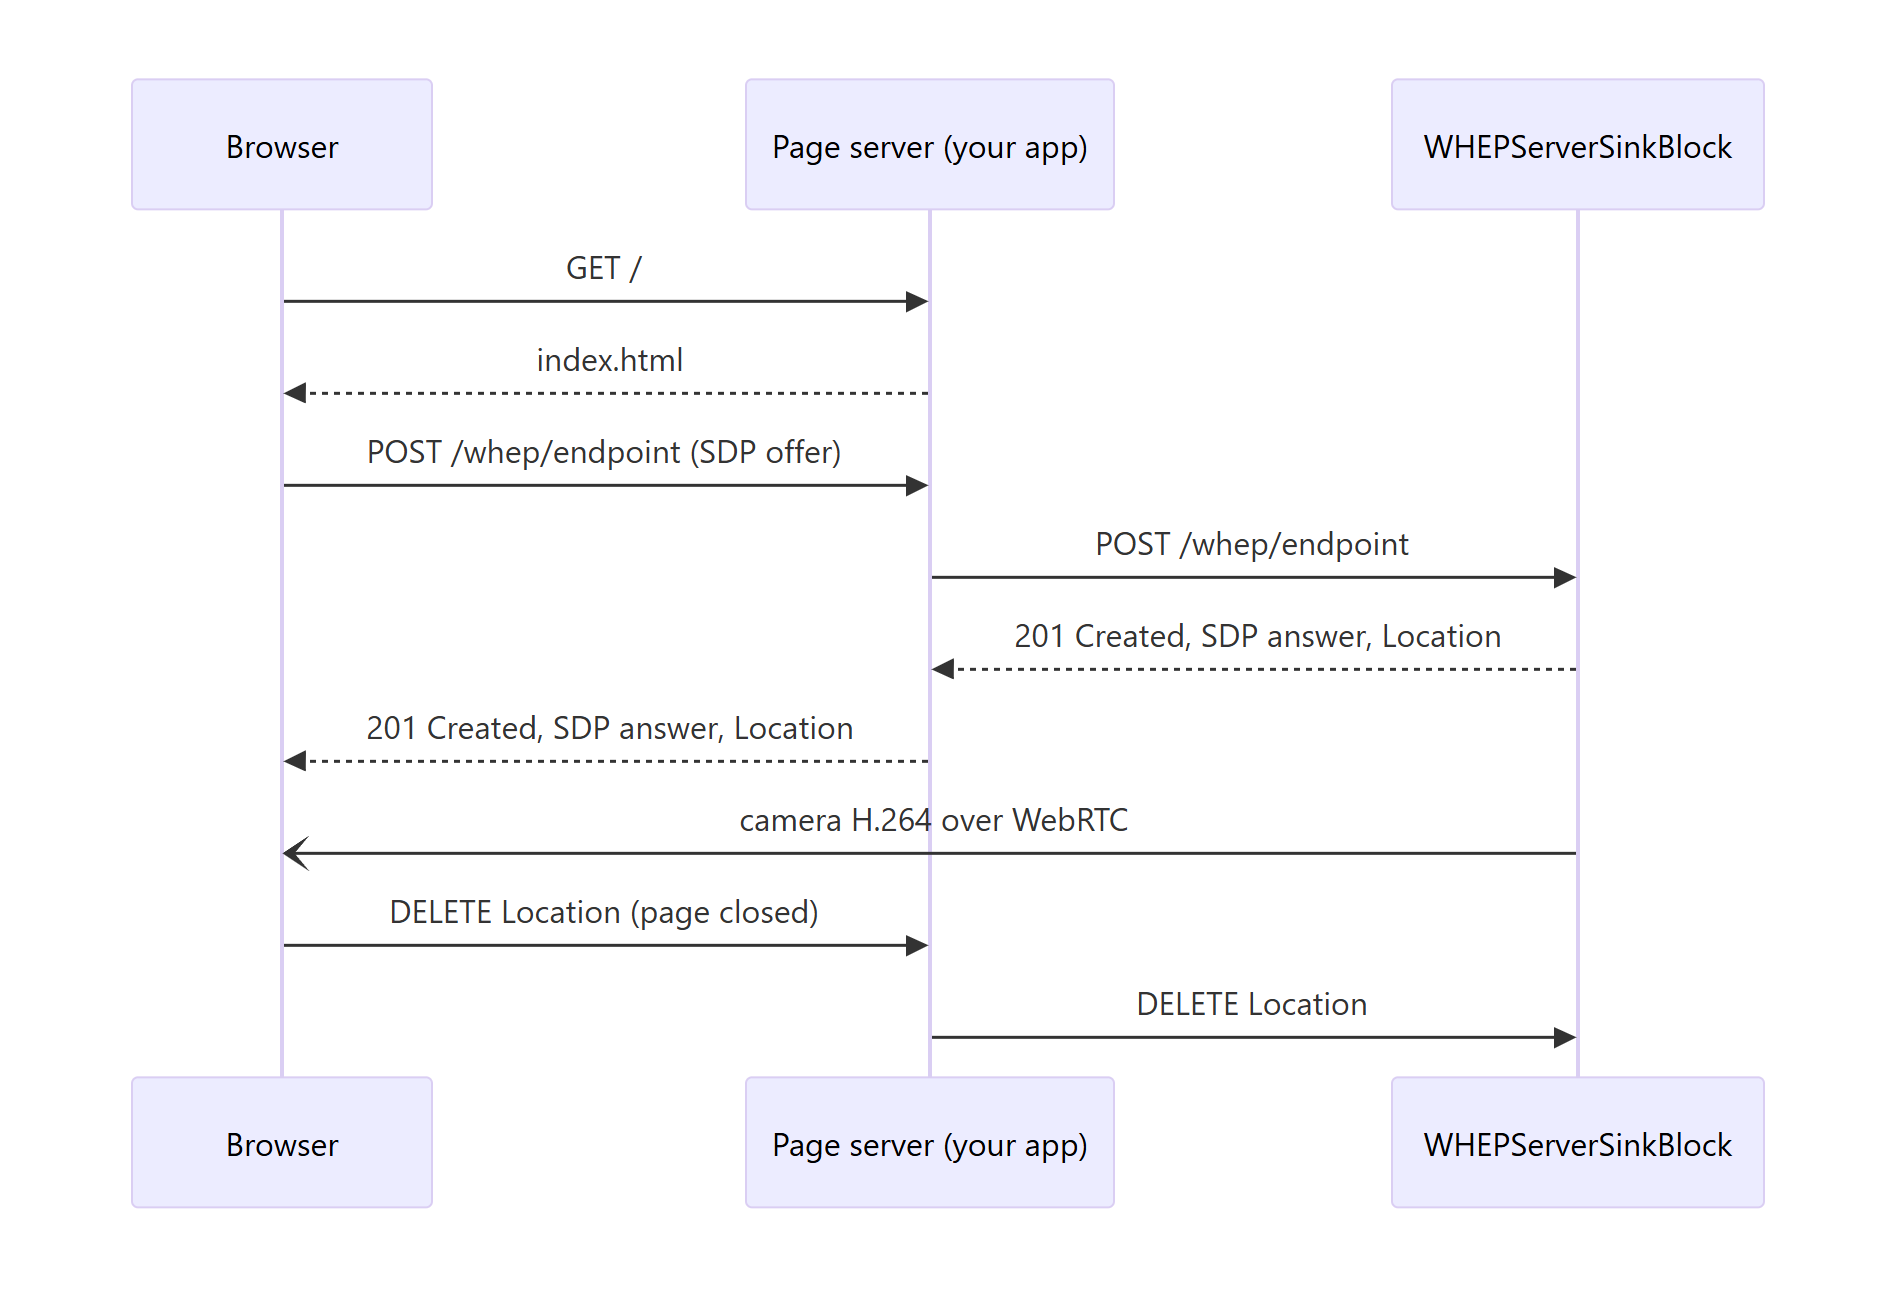 Browser
Page server (your app)
WHEPServerSinkBlock
GET /
index.html
POST /whep/endpoint (SDP offer)
POST /whep/endpoint
201 Created, SDP answer, Location
201 Created, SDP answer, Location
camera H.264 over WebRTC
DELETE Location (page closed)
DELETE Location
Browser
Page server (your app)
WHEPServerSinkBlock